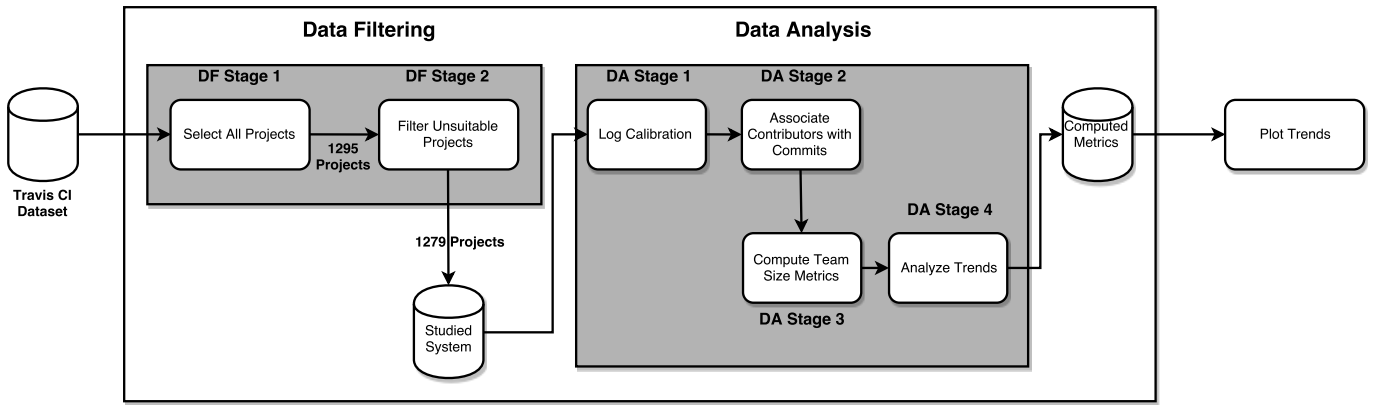 Data Filtering
Data Analysis
DF Stage 1
DF Stage 2
DA Stage 1
DA Stage 2
Select All Projects
1295
Projects
Filter Unsuitable
Projects
Log Calibration
Associate
Contributors with
Commits
Computed
Metrics
Plot Trends
Travis CI
Dataset
1279 Projects
DA Stage 4
Compute Team
Size Metrics
Analyze Trends
DA Stage 3
Studied
System